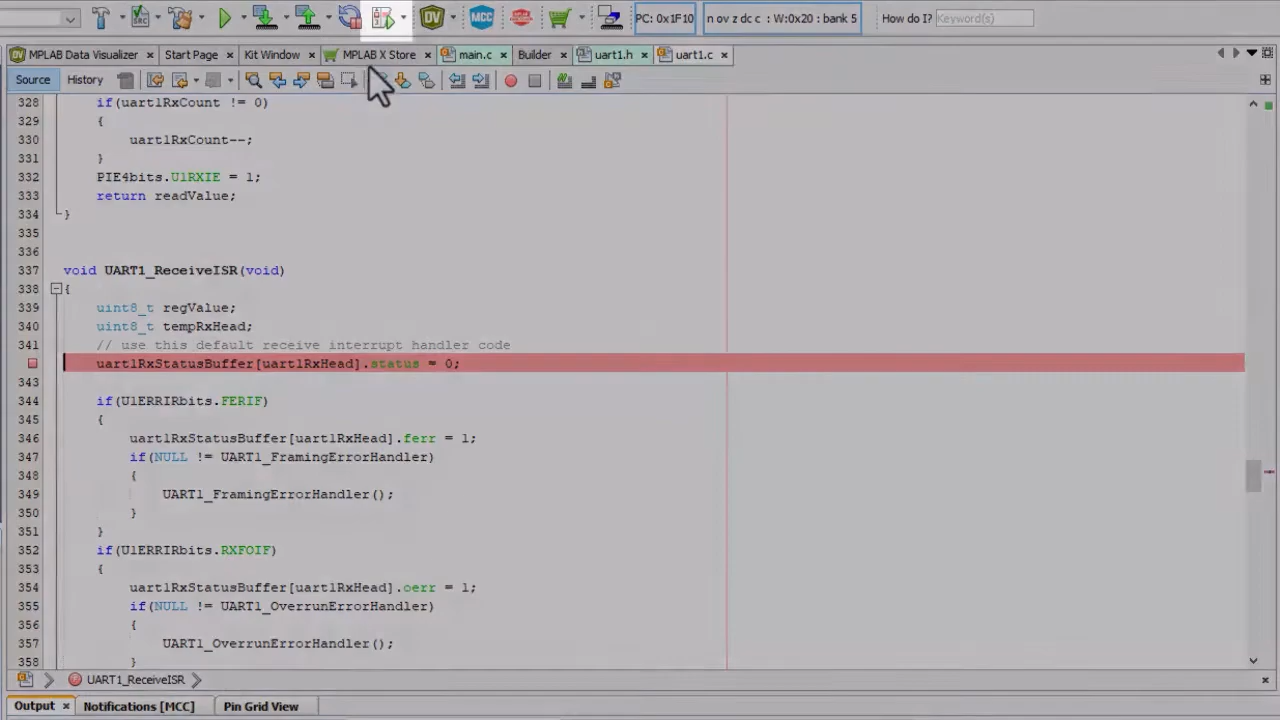 SRC DV MCC PC: 0x1F10 n ov z dc c : W:0x20 : bank 5 How do I? Keyword(s)
MPLAB Data Visualizer Start Page Kit Window MPLAB X Store main.c Builder uart1.h uart1.c
Source History
328 if(uart1RxCount != 0)
329 {
330 uart1RxCount--;
331 }
332 PIE4bits.U1RXIE = 1;
333 return readValue;
334 }
335
336
337 void UART1_ReceiveISR(void)
338 {
339 uint8_t regValue;
340 uint8_t tempRxHead;
341 // use this default receive interrupt handler code
uart1RxStatusBuffer[uart1RxHead].status = 0;
343
344 if(U1ERRIRbits.FERIF)
345 {
346 uart1RxStatusBuffer[uart1RxHead].ferr = 1;
347 if(NULL != UART1_FramingErrorHandler)
348 {
349 UART1_FramingErrorHandler();
350 }
351 }
352 if(U1ERRIRbits.RXFOIF)
353 {
354 uart1RxStatusBuffer[uart1RxHead].oerr = 1;
355 if(NULL != UART1_OverrunErrorHandler)
356 {
357 UART1_OverrunErrorHandler();
358 }
UART1_ReceiveISR
Output Notifications [MCC] Pin Grid View